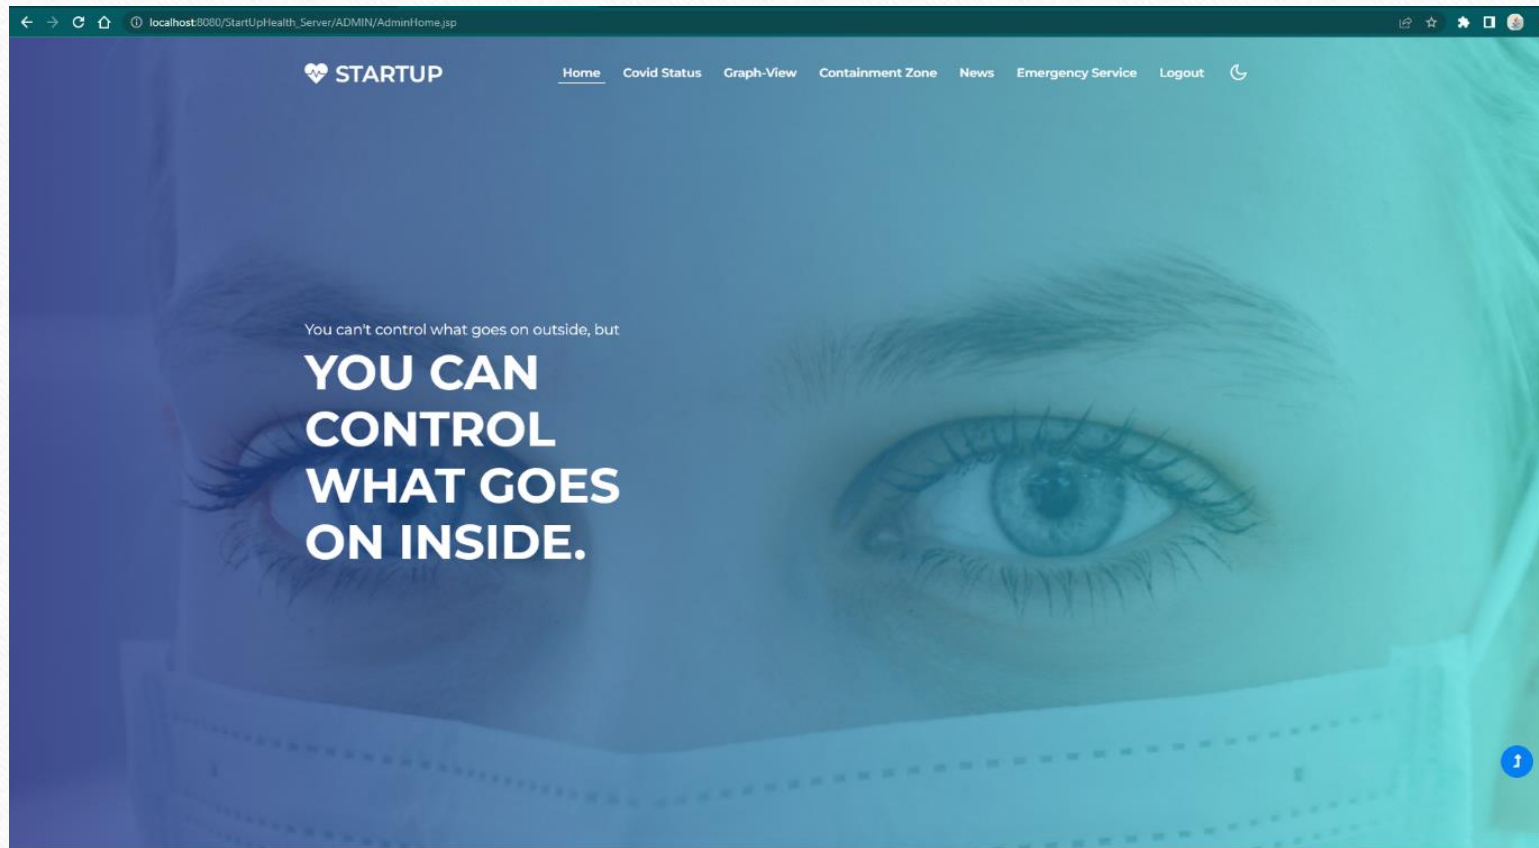 localhost:8080/StartUpHealth_Server/ADMIN/AdminHome.jsp
STARTUP
Home Covid Status Graph-View Containment Zone News Emergency Service Logout
You can't control what goes on outside, but
YOU CAN
CONTROL
WHAT GOES
ON INSIDE.